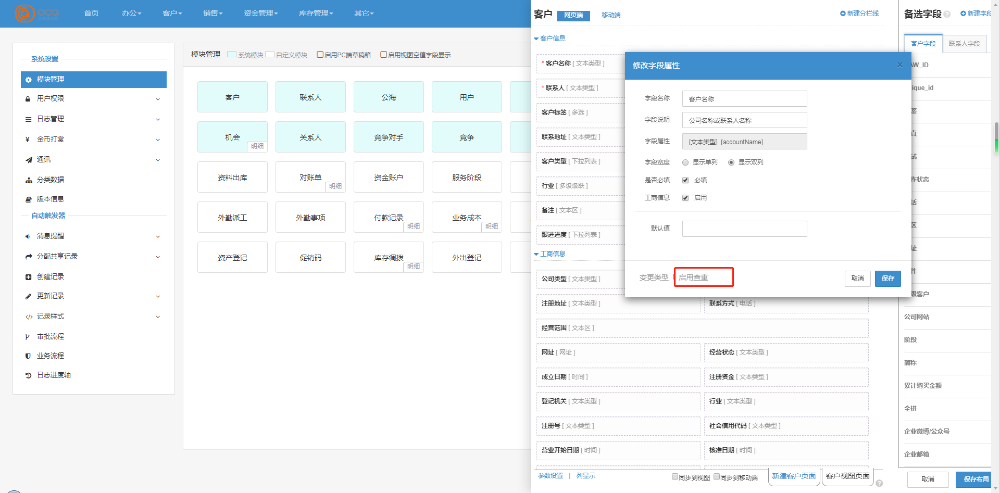 首页
办公
客户
销售
资金管理
库存管理
其它
系统设置
模块管理
用户权限
日志管理
金币打赏
通讯
分类数据
版本信息
自动触发器
消息提醒
分配共享记录
创建记录
更新记录
记录样式
审批流程
业务流程
日志进度轴
模块管理 系统模块 自定义模块 启用PC端草稿箱 启用视图空值字段显示
客户 联系人 公海 用户
机会 明细 关系人 竞争对手 竞争
资料出库 对账单 明细 资金账户 服务阶段
外勤派工 外勤事项 付款记录 明细 业务成本 明细
资产登记 促销码 库存调拨 明细 外出登记
客户 网页端 移动端 新建分栏线
客户信息
* 客户名称 [ 文本类型 ]
* 联系人 [ 文本类型 ]
客户标签 [ 多选 ]
联系地址 [ 文本类型 ]
客户类型 [ 下拉列表 ]
行业 [ 多级级联 ]
备注 [ 文本区 ]
跟进进度 [ 下拉列表 ]
工商信息
公司类型 [ 文本类型 ]
注册地址 [ 文本类型 ] 联系方式 [ 电话 ]
经营范围 [ 文本区 ]
网址 [ 网址 ] 经营状态 [ 文本类型 ]
成立日期 [ 时间 ] 注册资金 [ 文本类型 ]
登记机关 [ 文本类型 ] 行业 [ 文本类型 ]
注册号 [ 文本类型 ] 社会信用代码 [ 文本类型 ]
营业开始日期 [ 时间 ] 核准日期 [ 时间 ]
参数设置 | 列显示 同步到视图 同步到移动端 新建客户页面 客户视图页面
修改字段属性 ×
字段名称 客户名称
字段说明 公司名称或联系人名称
字段属性 [文本类型] [accountName]
字段宽度 显示单列 显示双列
是否必填 必填
工商信息 启用
默认值
变更类型 启用查重 取消 保存
备选字段 新建字段
客户字段 联系人字段
AW_ID
ique_id
签
真
试
作状态
话
区
址
件
级客户
公司网站
阶段
简称
累计购买金额
全拼
企业微博/公众号
企业邮箱
取消 保存布局